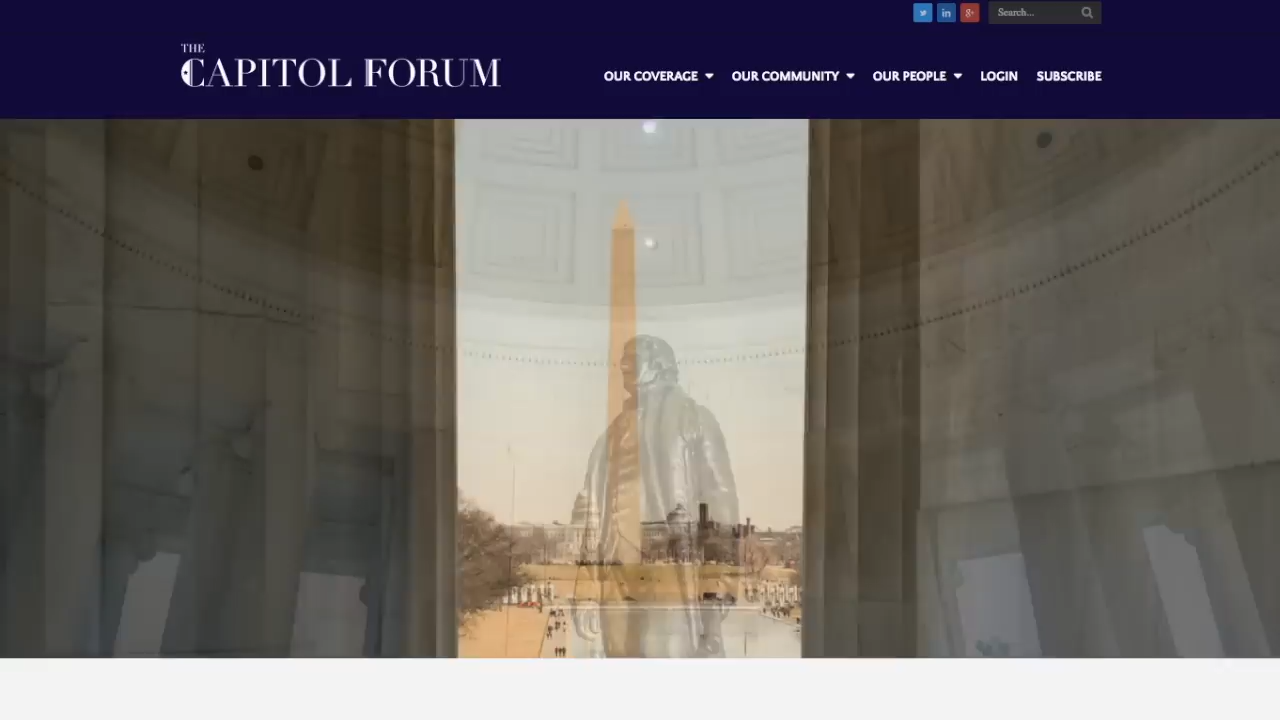 Search...
THE
CAPITOL FORUM
OUR COVERAGE OUR COMMUNITY OUR PEOPLE LOGIN SUBSCRIBE